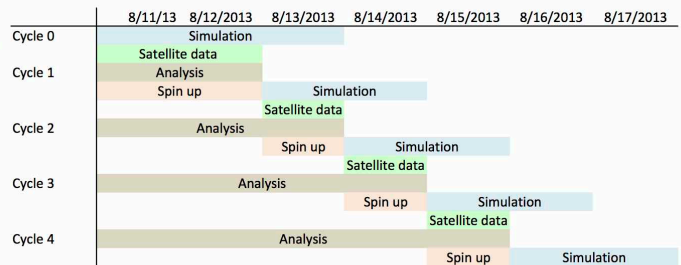 8/11/13 8/12/2013 8/13/2013 8/14/2013 8/15/2013 8/16/2013 8/17/2013
Cycle 0 Simulation
Satellite data
Cycle 1 Analysis
Spin up Simulation
Satellite data
Cycle 2 Analysis
Spin up Simulation
Satellite data
Cycle 3 Analysis
Spin up Simulation
Satellite data
Cycle 4 Analysis
Spin up Simulation